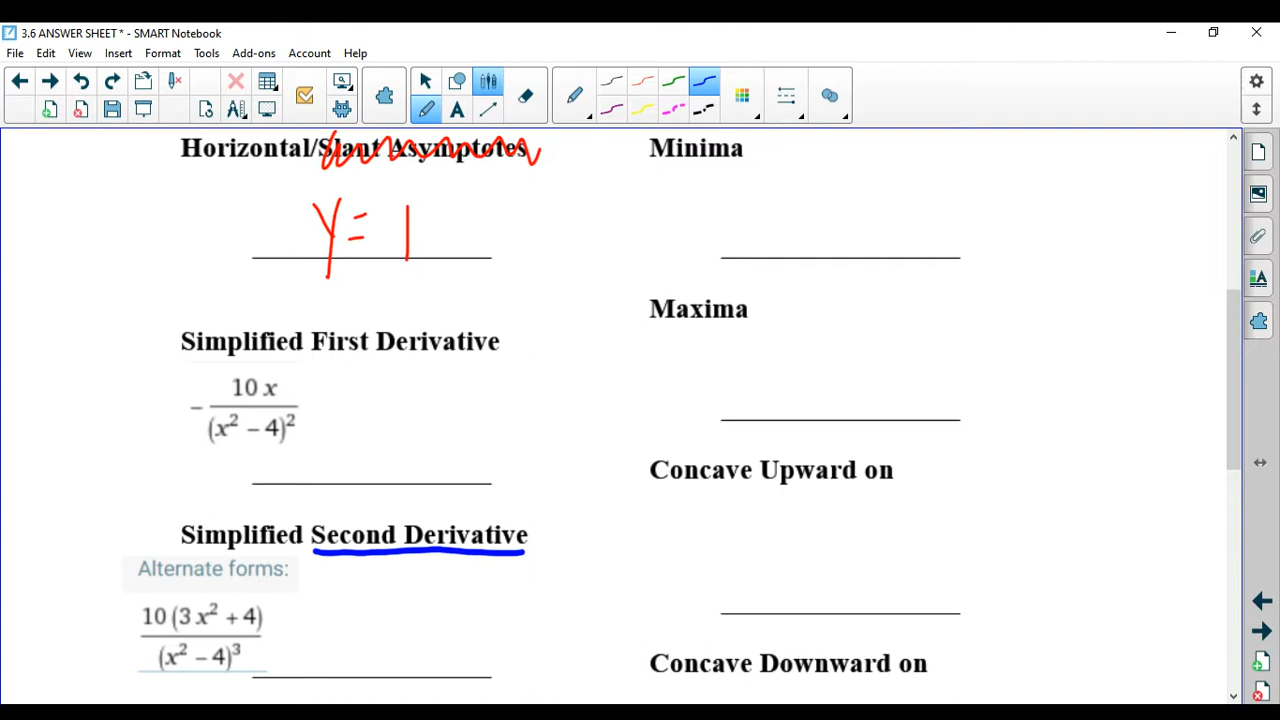 3.6 ANSWER SHEET * - SMART Notebook
File Edit View Insert Format Tools Add-ons Account Help
Horizontal/Slant Asymptotes
Y = 1
Simplified First Derivative
- 10 x / (x² - 4)²
Simplified Second Derivative
Alternate forms:
10 (3 x² + 4) / (x² - 4)³
Minima
Maxima
Concave Upward on
Concave Downward on